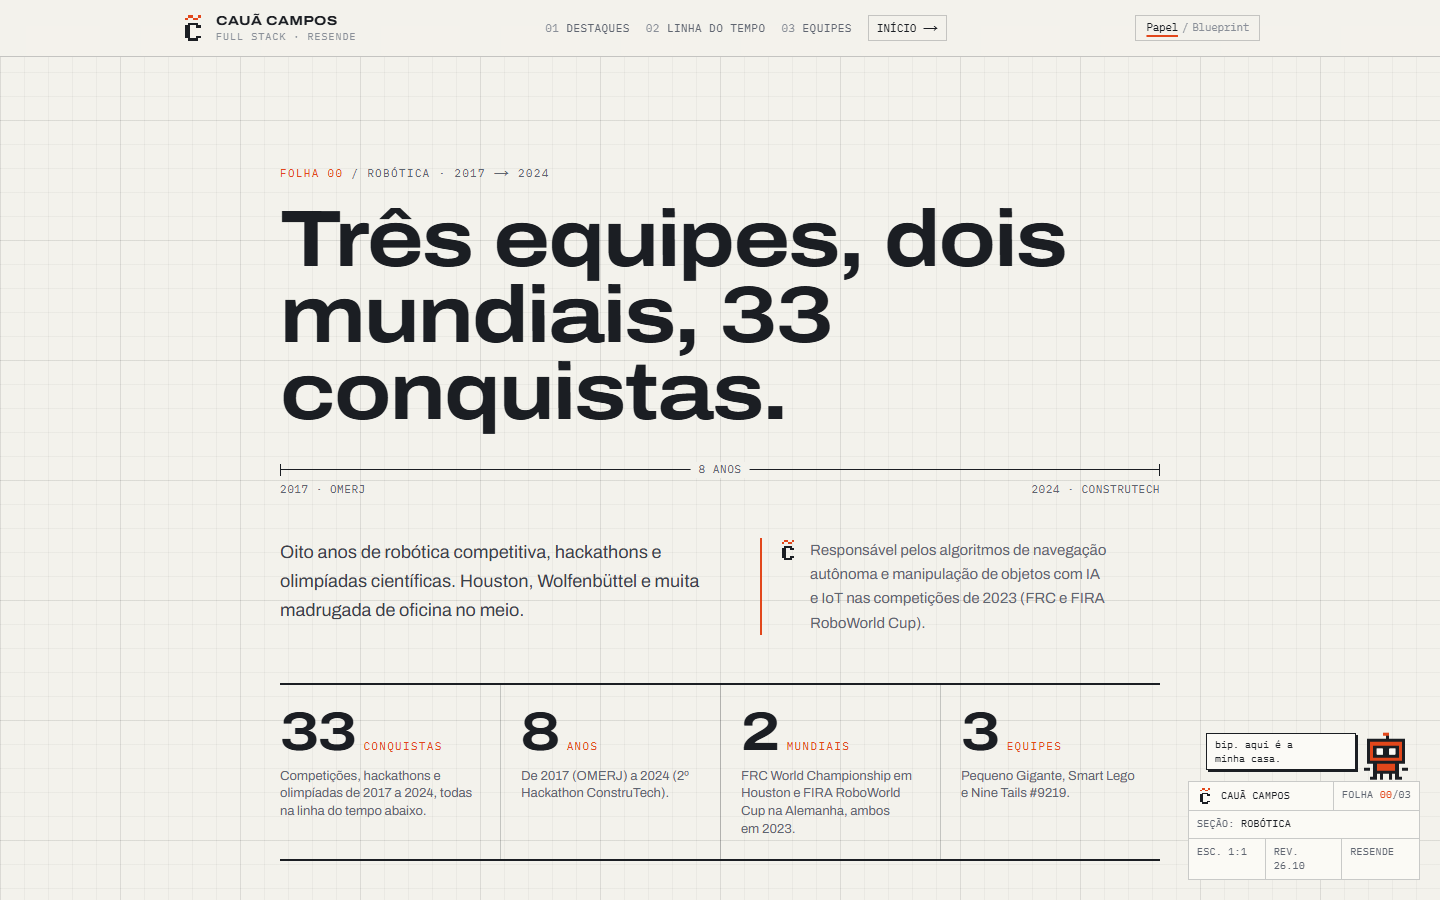 CAUÃ CAMPOS
FULL STACK · RESENDE
01 DESTAQUES 02 LINHA DO TEMPO 03 EQUIPES INÍCIO →
Papel / Blueprint
FOLHA 00 / ROBÓTICA · 2017 → 2024
Três equipes, dois
mundiais, 33
conquistas.
8 ANOS
2017 · OMERJ
2024 · CONSTRUTECH
Oito anos de robótica competitiva, hackathons e
olimpíadas científicas. Houston, Wolfenbüttel e muita
madrugada de oficina no meio.
C̃
Responsável pelos algoritmos de navegação
autônoma e manipulação de objetos com IA
e IoT nas competições de 2023 (FRC e FIRA
RoboWorld Cup).
33 CONQUISTAS
Competições, hackathons e
olimpíadas de 2017 a 2024, todas
na linha do tempo abaixo.
8 ANOS
De 2017 (OMERJ) a 2024 (2º
Hackathon ConstruTech).
2 MUNDIAIS
FRC World Championship em
Houston e FIRA RoboWorld
Cup na Alemanha, ambos
em 2023.
3 EQUIPES
Pequeno Gigante, Smart Lego
e Nine Tails #9219.
bip. aqui é a
minha casa.
C̃ CAUÃ CAMPOS
FOLHA 00/03
SEÇÃO: ROBÓTICA
ESC. 1:1
REV.
26.10
RESENDE